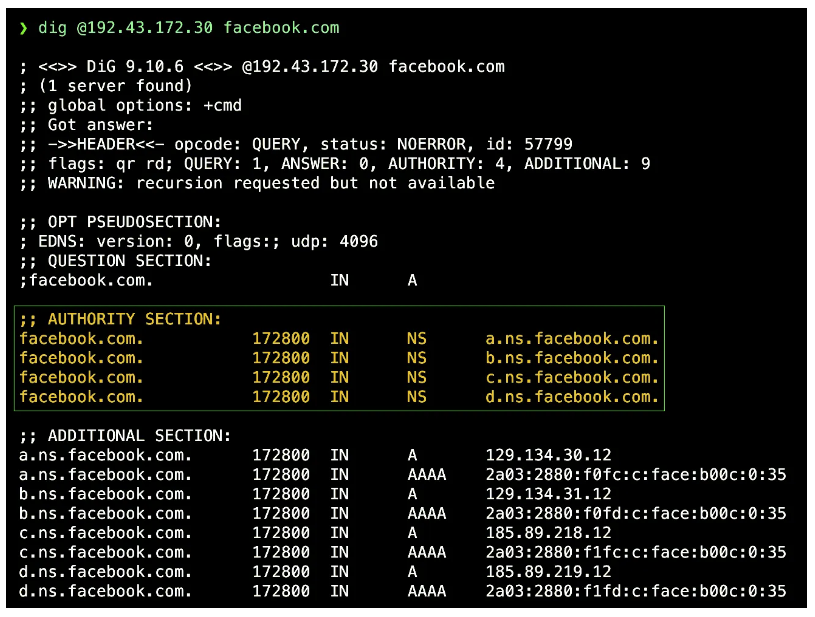 ❯ dig @192.43.172.30 facebook.com
; <<>> DiG 9.10.6 <<>> @192.43.172.30 facebook.com
; (1 server found)
;; global options: +cmd
;; Got answer:
;; ->>HEADER<<- opcode: QUERY, status: NOERROR, id: 57799
;; flags: qr rd; QUERY: 1, ANSWER: 0, AUTHORITY: 4, ADDITIONAL: 9
;; WARNING: recursion requested but not available
;; OPT PSEUDOSECTION:
; EDNS: version: 0, flags:; udp: 4096
;; QUESTION SECTION:
;facebook.com. IN A
;; AUTHORITY SECTION:
facebook.com. 172800 IN NS a.ns.facebook.com.
facebook.com. 172800 IN NS b.ns.facebook.com.
facebook.com. 172800 IN NS c.ns.facebook.com.
facebook.com. 172800 IN NS d.ns.facebook.com.
;; ADDITIONAL SECTION:
a.ns.facebook.com. 172800 IN A 129.134.30.12
a.ns.facebook.com. 172800 IN AAAA 2a03:2880:f0fc:c:face:b00c:0:35
b.ns.facebook.com. 172800 IN A 129.134.31.12
b.ns.facebook.com. 172800 IN AAAA 2a03:2880:f0fd:c:face:b00c:0:35
c.ns.facebook.com. 172800 IN A 185.89.218.12
c.ns.facebook.com. 172800 IN AAAA 2a03:2880:f1fc:c:face:b00c:0:35
d.ns.facebook.com. 172800 IN A 185.89.219.12
d.ns.facebook.com. 172800 IN AAAA 2a03:2880:f1fd:c:face:b00c:0:35